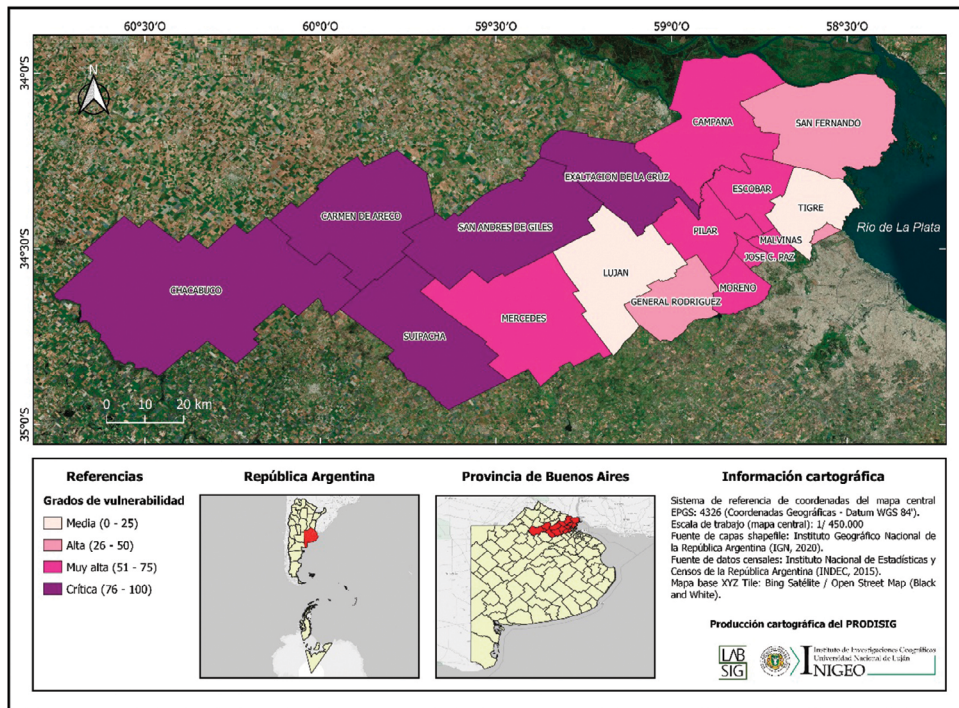 60°30'O 60°0'O 59°30'O 59°0'O 58°30'O
34°0'S
34°30'S
35°0'S
N
CAMPANA
SAN FERNANDO
EXALTACION DE LA CRUZ
ESCOBAR
CARMEN DE ARECO
TIGRE
SAN ANDRES DE GILES
PILAR
Río de La Plata
MALVINAS
JOSE C. PAZ
LUJAN
CHACABUCO
MORENO
GENERAL RODRIGUEZ
MERCEDES
SUIPACHA
0 10 20 km
Referencias
Grados de vulnerabilidad
Media (0 - 25)
Alta (26 - 50)
Muy alta (51 - 75)
Crítica (76 - 100)
República Argentina
Provincia de Buenos Aires
Información cartográfica
Sistema de referencia de coordenadas del mapa central
EPGS: 4326 (Coordenadas Geográficas - Datum WGS 84').
Escala de trabajo (mapa central): 1/ 450.000
Fuente de capas shapefile: Instituto Geográfico Nacional de
la República Argentina (IGN, 2020).
Fuente de datos censales: Instituto Nacional de Estadísticas y
Censos de la República Argentina (INDEC, 2015).
Mapa base XYZ Tile: Bing Satélite / Open Street Map (Black
and White).
Producción cartográfica del PRODISIG
LAB
SIG
Instituto de Investigaciones Geográficas
Universidad Nacional de Luján
INIGEO